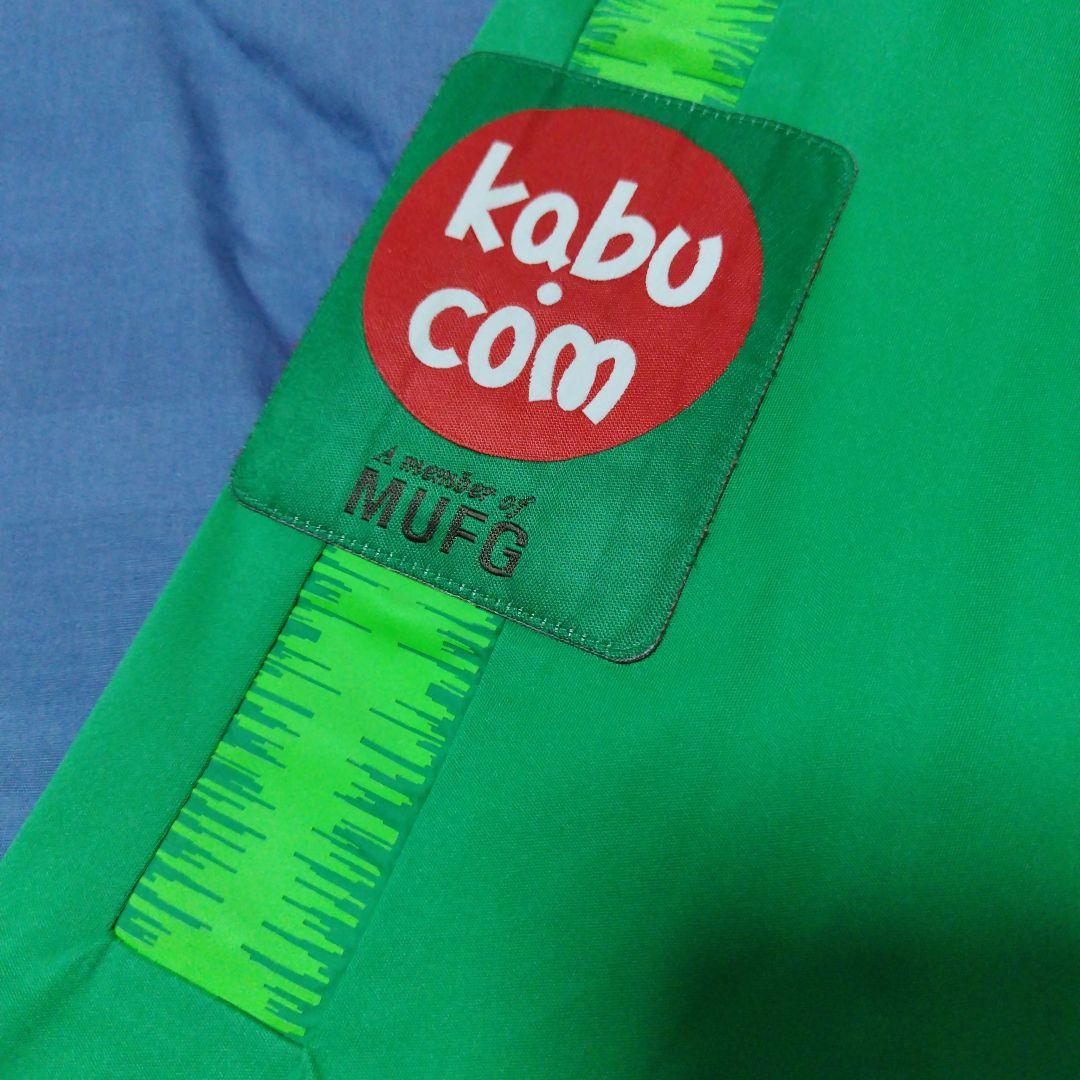 kabu.
com
A member of
MUFG